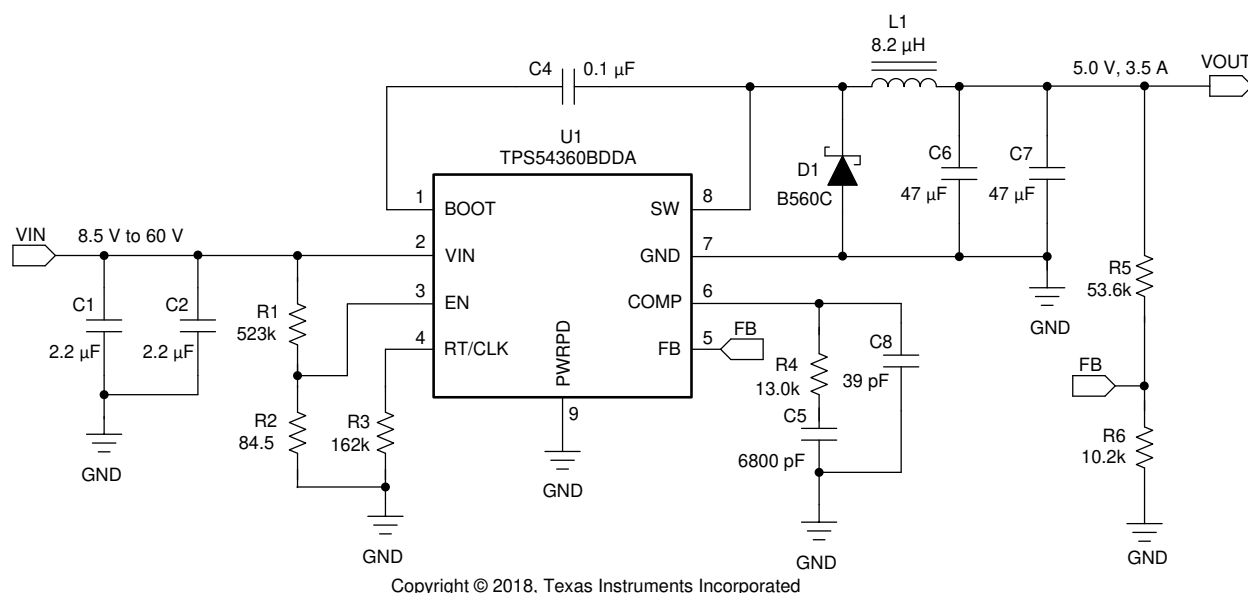 L1
8.2 µH
C4
0.1 µF
5.0 V, 3.5 A
VOUT
U1
TPS54360BDDA
D1
B560C
C6
47 µF
C7
47 µF
1
BOOT
SW
8
VIN
8.5 V to 60 V
2
VIN
GND
7
3
EN
COMP
6
4
RT/CLK
FB
5
FB
PWRPD
9
GND
C1
2.2 µF
C2
2.2 µF
GND
R1
523k
R2
84.5
R3
162k
GND
R4
13.0k
C8
39 pF
C5
6800 pF
GND
GND
R5
53.6k
FB
R6
10.2k
GND
Copyright © 2018, Texas Instruments Incorporated